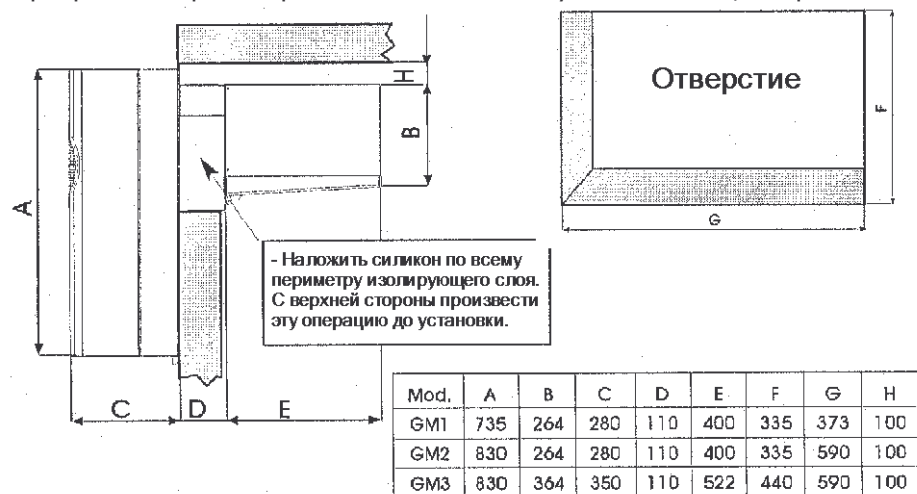 H
B
A
C
D
E
Отверстие
F
G
- Наложить силикон по всему
периметру изолирующего слоя.
С верхней стороны произвести
эту операцию до установки.
Mod. A B C D E F G H
GM1 735 264 280 110 400 335 373 100
GM2 830 264 280 110 400 335 590 100
GM3 830 364 350 110 522 440 590 100